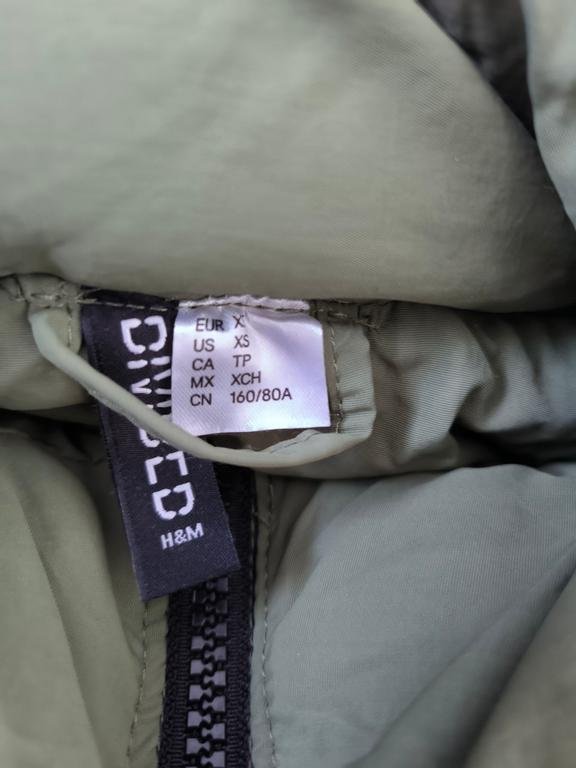 DIVIDED
H&M
EUR X
US XS
CA TP
MX XCH
CN 160/80A